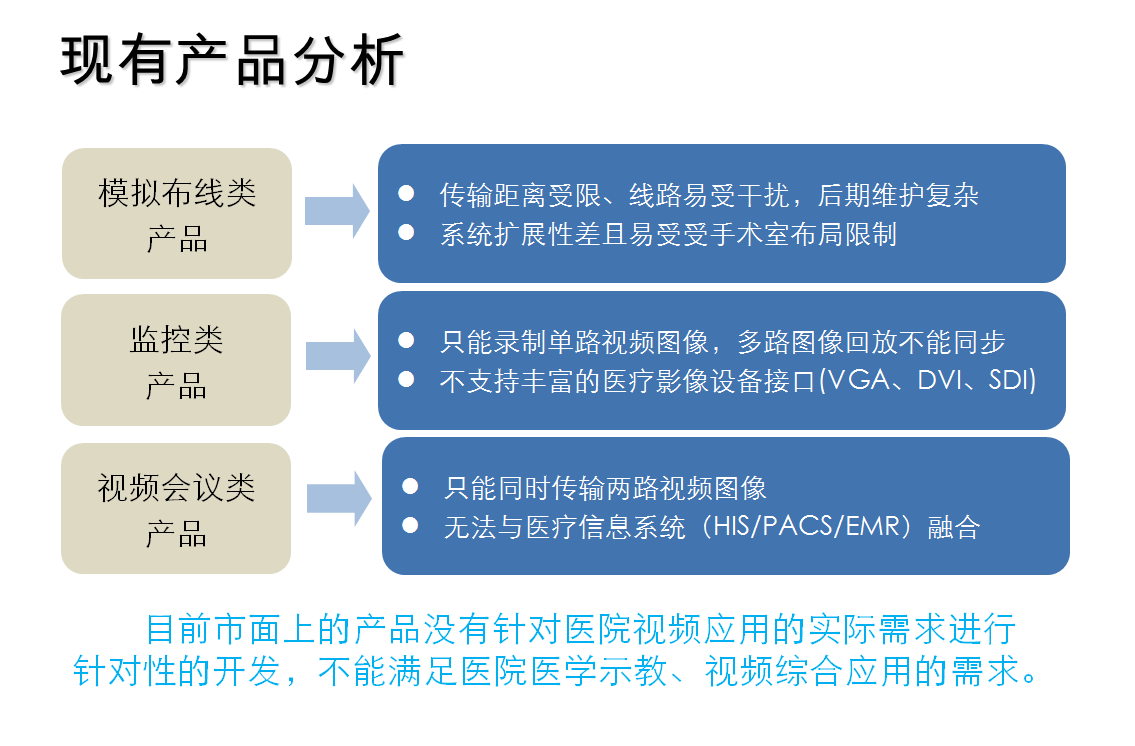 现有产品分析
模拟布线类
产品
● 传输距离受限、线路易受干扰，后期维护复杂
● 系统扩展性差且易受受手术室布局限制
监控类
产品
● 只能录制单路视频图像，多路图像回放不能同步
● 不支持丰富的医疗影像设备接口(VGA、DVI、SDI)
视频会议类
产品
● 只能同时传输两路视频图像
● 无法与医疗信息系统（HIS/PACS/EMR）融合
目前市面上的产品没有针对医院视频应用的实际需求进行
针对性的开发，不能满足医院医学示教、视频综合应用的需求。